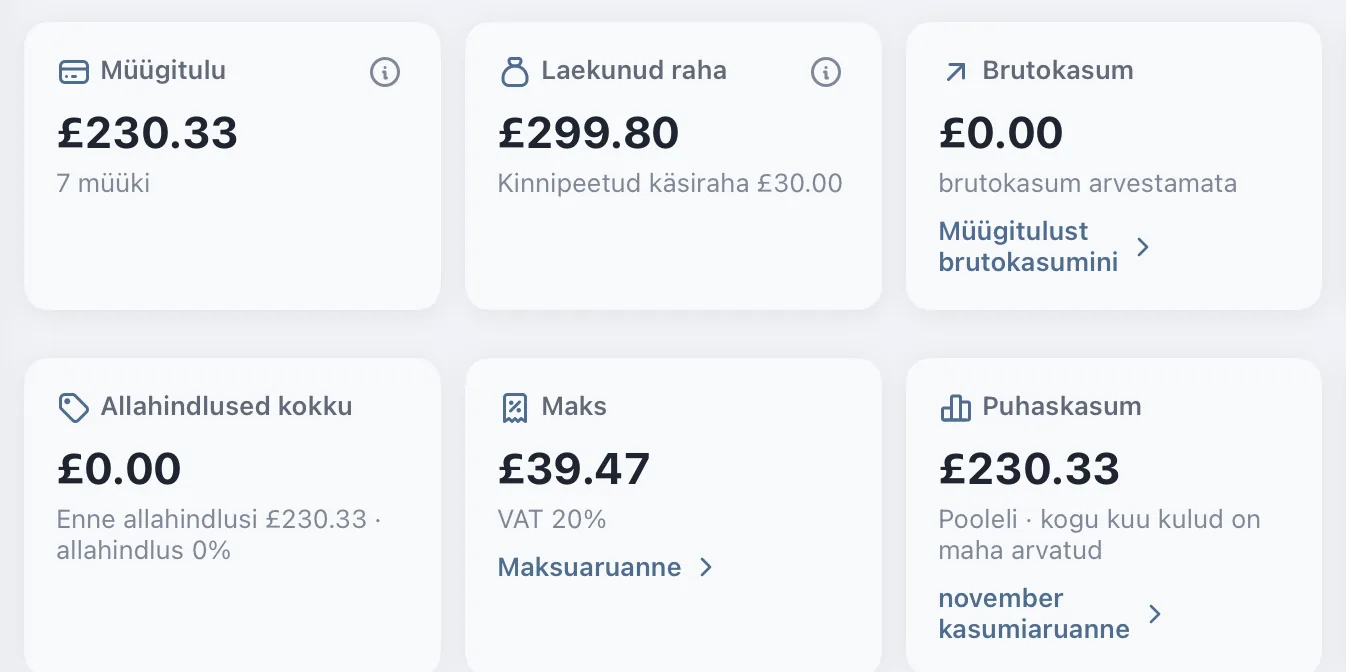 Müügitulu
£230.33
7 müüki
Laekunud raha
£299.80
Kinnipeetud käsiraha £30.00
Brutokasum
£0.00
brutokasum arvestamata
Müügitulust
brutokasumini
Allahindlused kokku
£0.00
Enne allahindlusi £230.33 ·
allahindlus 0%
Maks
£39.47
VAT 20%
Maksuaruanne
Puhaskasum
£230.33
Pooleli · kogu kuu kulud on
maha arvatud
november
kasumiaruanne